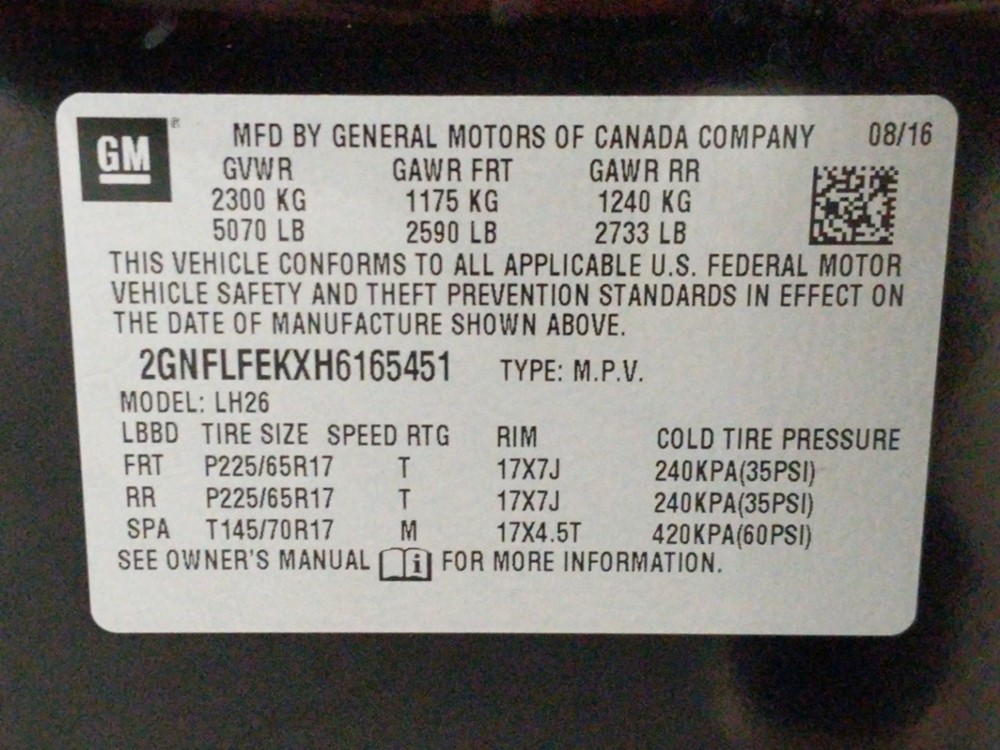 GM® MFD BY GENERAL MOTORS OF CANADA COMPANY 08/16
GVWR GAWR FRT GAWR RR
2300 KG 1175 KG 1240 KG
5070 LB 2590 LB 2733 LB
THIS VEHICLE CONFORMS TO ALL APPLICABLE U.S. FEDERAL MOTOR
VEHICLE SAFETY AND THEFT PREVENTION STANDARDS IN EFFECT ON
THE DATE OF MANUFACTURE SHOWN ABOVE.
2GNFLFEKXH6165451 TYPE: M.P.V.
MODEL: LH26
LBBD TIRE SIZE SPEED RTG RIM COLD TIRE PRESSURE
FRT P225/65R17 T 17X7J 240KPA(35PSI)
RR P225/65R17 T 17X7J 240KPA(35PSI)
SPA T145/70R17 M 17X4.5T 420KPA(60PSI)
SEE OWNER'S MANUAL i FOR MORE INFORMATION.